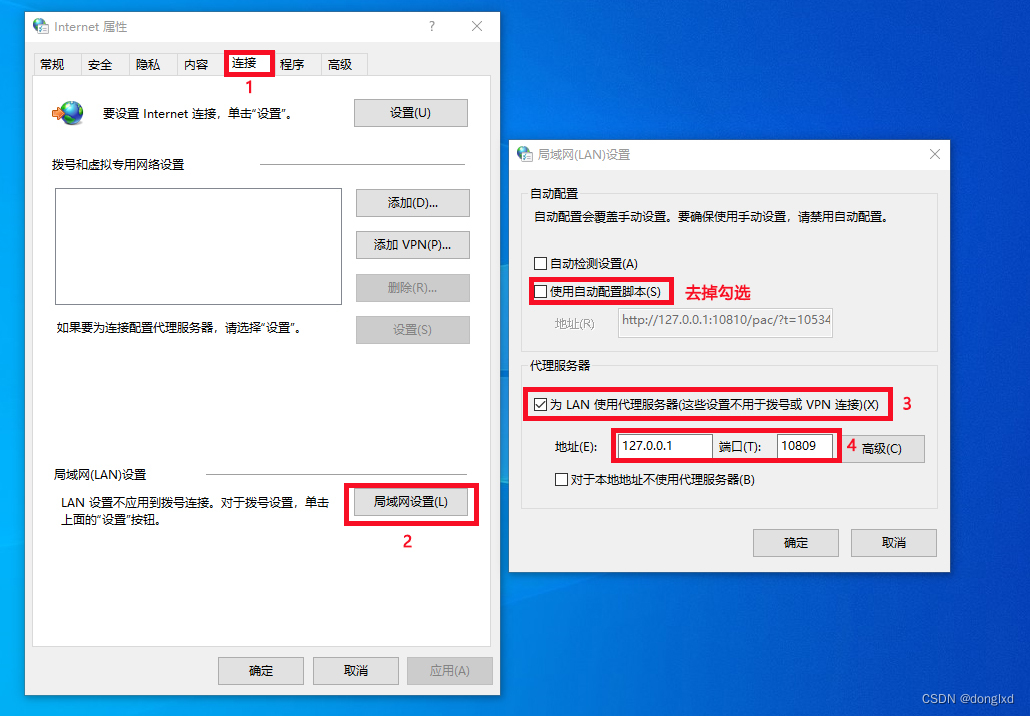 Internet 属性
?
常规
安全
隐私
内容
连接
程序
高级
1
要设置 Internet 连接，单击“设置”。
设置(U)
拨号和虚拟专用网络设置
添加(D)...
添加 VPN(P)...
删除(R)...
如果要为连接配置代理服务器，请选择“设置”。
设置(S)
局域网(LAN)设置
LAN 设置不应用到拨号连接。对于拨号设置，单击
上面的“设置”按钮。
局域网设置(L)
2
确定
取消
应用(A)
局域网(LAN)设置
自动配置
自动配置会覆盖手动设置。要确保使用手动设置，请禁用自动配置。
自动检测设置(A)
使用自动配置脚本(S)
去掉勾选
地址(R)
http://127.0.0.1:10810/pac/?t=10534
代理服务器
为 LAN 使用代理服务器(这些设置不用于拨号或 VPN 连接)(X)
3
地址(E):
127.0.0.1
端口(T):
10809
4
高级(C)
对于本地地址不使用代理服务器(B)
确定
取消
CSDN @donglxd